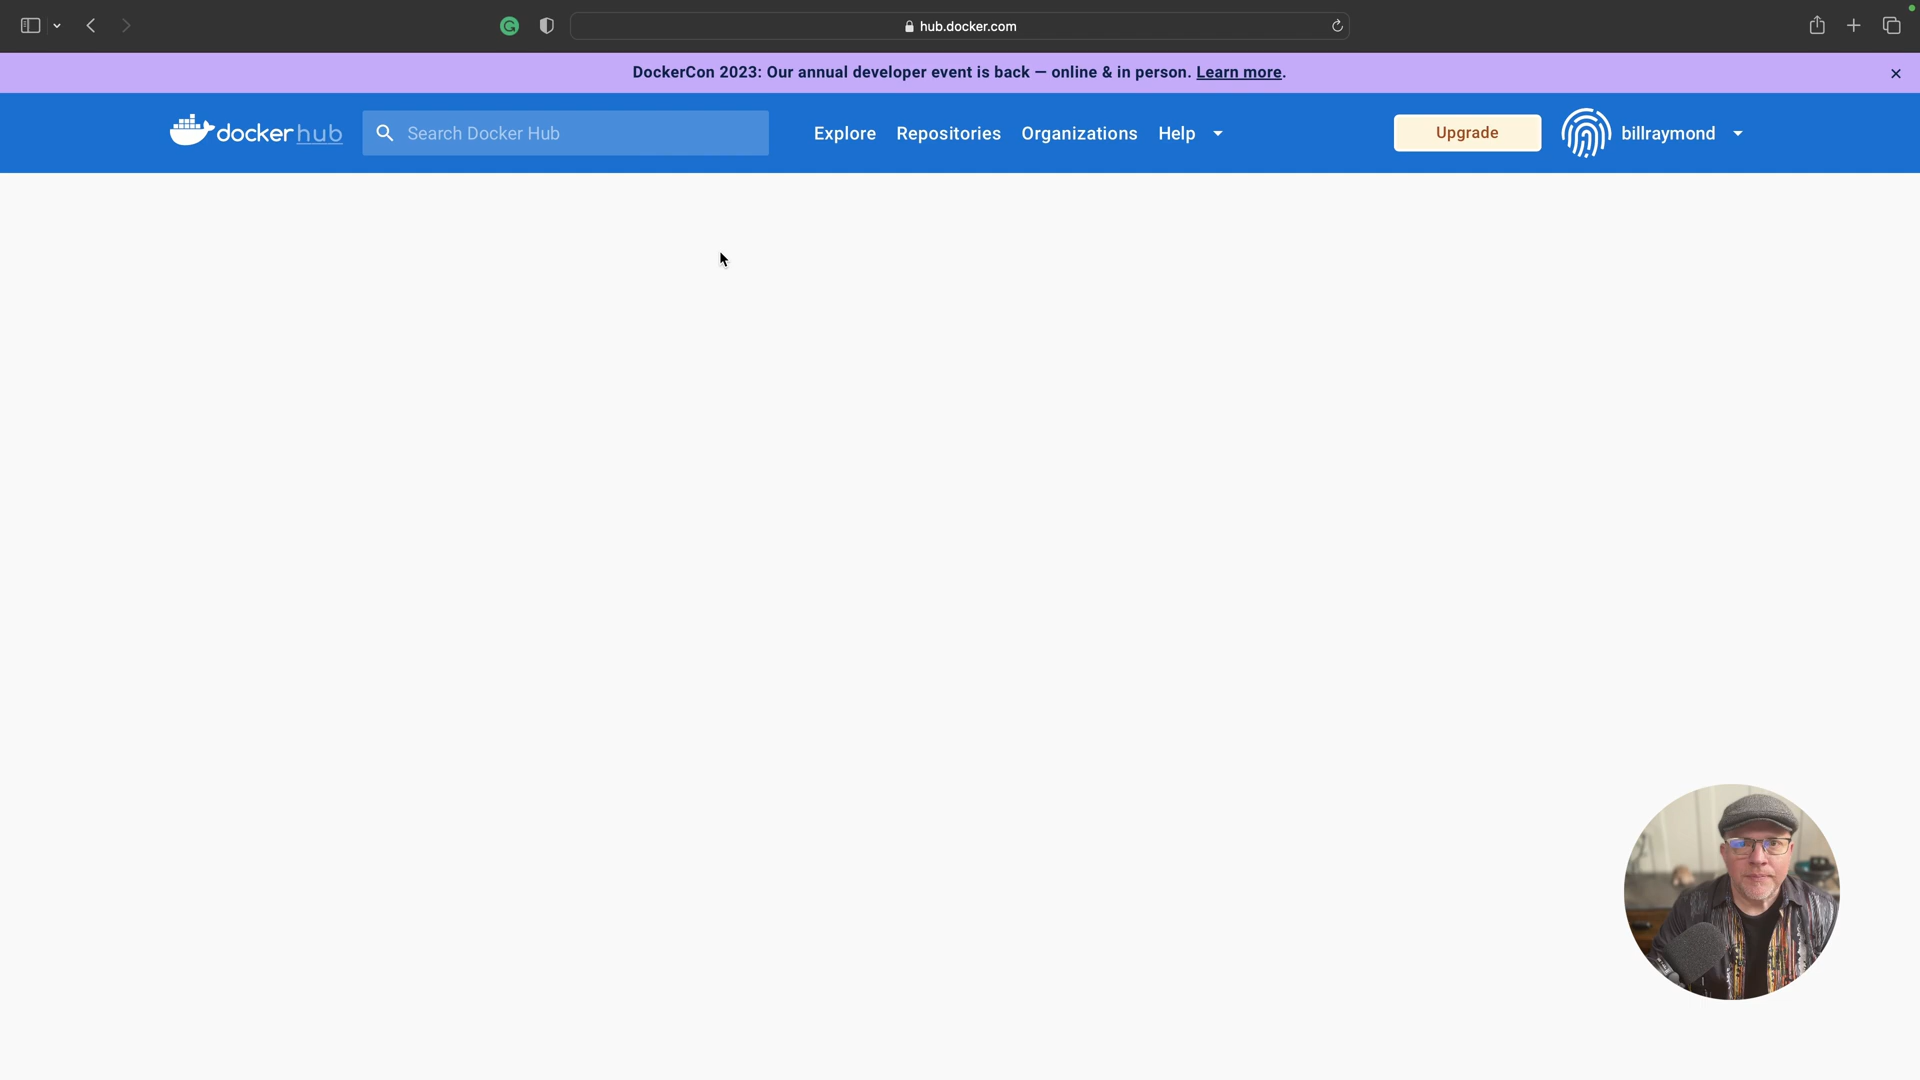 hub.docker.com
DockerCon 2023: Our annual developer event is back — online & in person. Learn more.
docker hub
Search Docker Hub
Explore
Repositories
Organizations
Help
Upgrade
billraymond